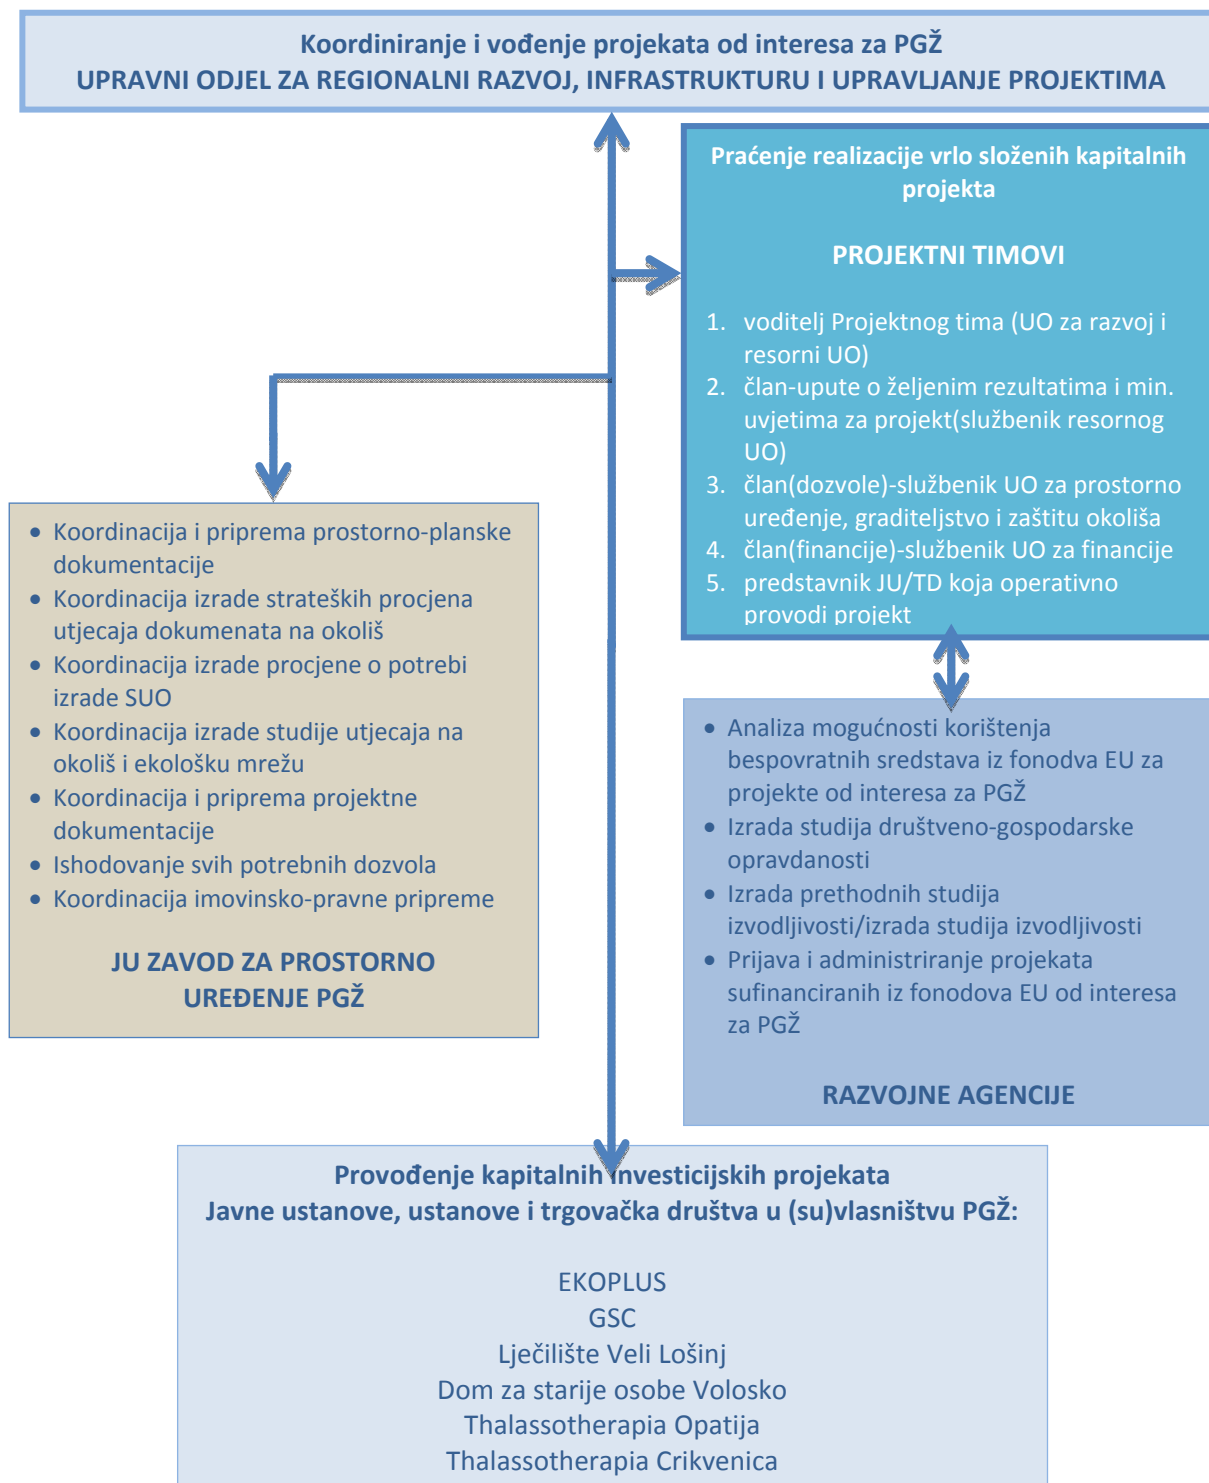 Koordiniranje i vođenje projekata od interesa za PGŽ
UPRAVNI ODJEL ZA REGIONALNI RAZVOJ, INFRASTRUKTURU I UPRAVLJANJE PROJEKTIMA
Praćenje realizacije vrlo složenih kapitalnih
projekta
PROJEKTNI TIMOVI
1. voditelj Projektnog tima (UO za razvoj i
resorni UO)
2. član-upute o željenim rezultatima i min.
uvjetima za projekt(službenik resornog
UO)
3. član(dozvole)-službenik UO za prostorno
uređenje, graditeljstvo i zaštitu okoliša
4. član(financije)-službenik UO za financije
5. predstavnik JU/TD koja operativno
provodi projekt
• Koordinacija i priprema prostorno-planske
dokumentacije
• Koordinacija izrade strateških procjena
utjecaja dokumenata na okoliš
• Koordinacija izrade procjene o potrebi
izrade SUO
• Koordinacija izrade studije utjecaja na
okoliš i ekološku mrežu
• Koordinacija i priprema projektne
dokumentacije
• Ishodovanje svih potrebnih dozvola
• Koordinacija imovinsko-pravne pripreme
JU ZAVOD ZA PROSTORNO
UREĐENJE PGŽ
• Analiza mogućnosti korištenja
bespovratnih sredstava iz fonodva EU za
projekte od interesa za PGŽ
• Izrada studija društveno-gospodarske
opravdanosti
• Izrada prethodnih studija
izvodljivosti/izrada studija izvodljivosti
• Prijava i administriranje projekata
sufinanciranih iz fonodova EU od interesa
za PGŽ
RAZVOJNE AGENCIJE
Provođenje kapitalnih investicijskih projekata
Javne ustanove, ustanove i trgovačka društva u (su)vlasništvu PGŽ:
EKOPLUS
GSC
Lječilište Veli Lošinj
Dom za starije osobe Volosko
Thalassotherapia Opatija
Thalassotherapia Crikvenica